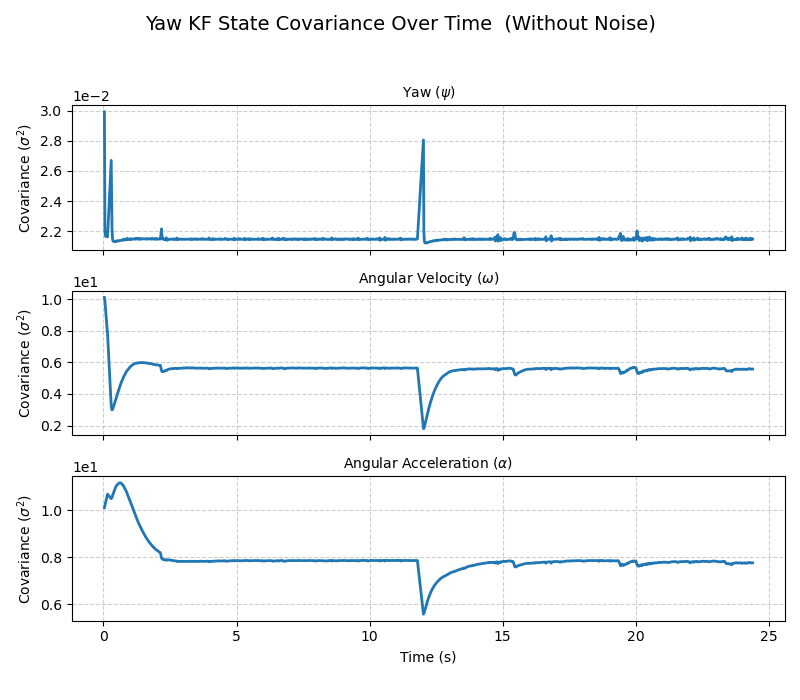 Yaw KF State Covariance Over Time (Without Noise)
1e−2
Yaw (ψ)
Covariance (σ²)
3.0
2.8
2.6
2.4
2.2
1e1
Angular Velocity (ω)
Covariance (σ²)
1.0
0.8
0.6
0.4
0.2
1e1
Angular Acceleration (α)
Covariance (σ²)
1.0
0.8
0.6
0 5 10 15 20 25
Time (s)